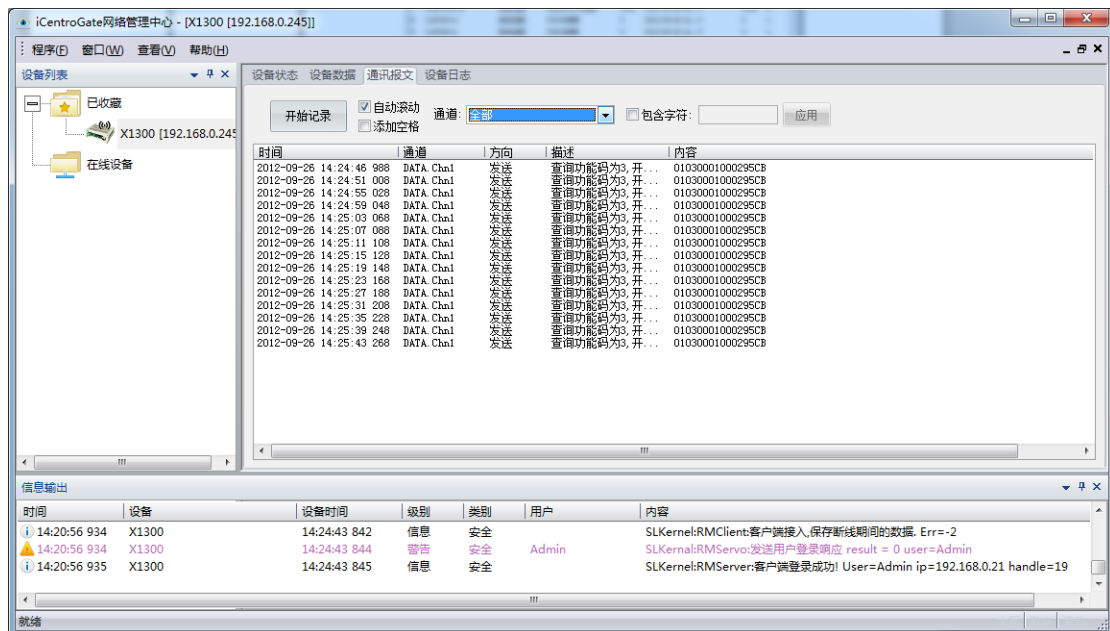 iCentroGate网络管理中心 - [X1300 [192.168.0.245]]
程序(F) 窗口(W) 查看(V) 帮助(H)
设备列表
已收藏
X1300 [192.168.0.245
在线设备
设备状态 设备数据 通讯报文 设备日志
开始记录 自动滚动 添加空格 通道: 全部 包含字符: 应用
时间 通道 方向 描述 内容
2012-09-26 14:24:46 988 DATA.Chn1 发送 查询功能码为3,开... 01030001000295CB
2012-09-26 14:24:51 008 DATA.Chn1 发送 查询功能码为3,开... 01030001000295CB
2012-09-26 14:24:55 028 DATA.Chn1 发送 查询功能码为3,开... 01030001000295CB
2012-09-26 14:24:59 048 DATA.Chn1 发送 查询功能码为3,开... 01030001000295CB
2012-09-26 14:25:03 068 DATA.Chn1 发送 查询功能码为3,开... 01030001000295CB
2012-09-26 14:25:07 088 DATA.Chn1 发送 查询功能码为3,开... 01030001000295CB
2012-09-26 14:25:11 108 DATA.Chn1 发送 查询功能码为3,开... 01030001000295CB
2012-09-26 14:25:15 128 DATA.Chn1 发送 查询功能码为3,开... 01030001000295CB
2012-09-26 14:25:19 148 DATA.Chn1 发送 查询功能码为3,开... 01030001000295CB
2012-09-26 14:25:23 168 DATA.Chn1 发送 查询功能码为3,开... 01030001000295CB
2012-09-26 14:25:27 188 DATA.Chn1 发送 查询功能码为3,开... 01030001000295CB
2012-09-26 14:25:31 208 DATA.Chn1 发送 查询功能码为3,开... 01030001000295CB
2012-09-26 14:25:35 228 DATA.Chn1 发送 查询功能码为3,开... 01030001000295CB
2012-09-26 14:25:39 248 DATA.Chn1 发送 查询功能码为3,开... 01030001000295CB
2012-09-26 14:25:43 268 DATA.Chn1 发送 查询功能码为3,开... 01030001000295CB
信息输出
时间 设备 设备时间 级别 类别 用户 内容
14:20:56 934 X1300 14:24:43 842 信息 安全 SLKernel:RMClient:客户端接入,保存断线期间的数据. Err=-2
14:20:56 934 X1300 14:24:43 844 警告 安全 Admin SLKernal:RMServo:发送用户登录响应 result = 0 user=Admin
14:20:56 935 X1300 14:24:43 845 信息 安全 SLKernel:RMServer:客户端登录成功! User=Admin ip=192.168.0.21 handle=19
就绪